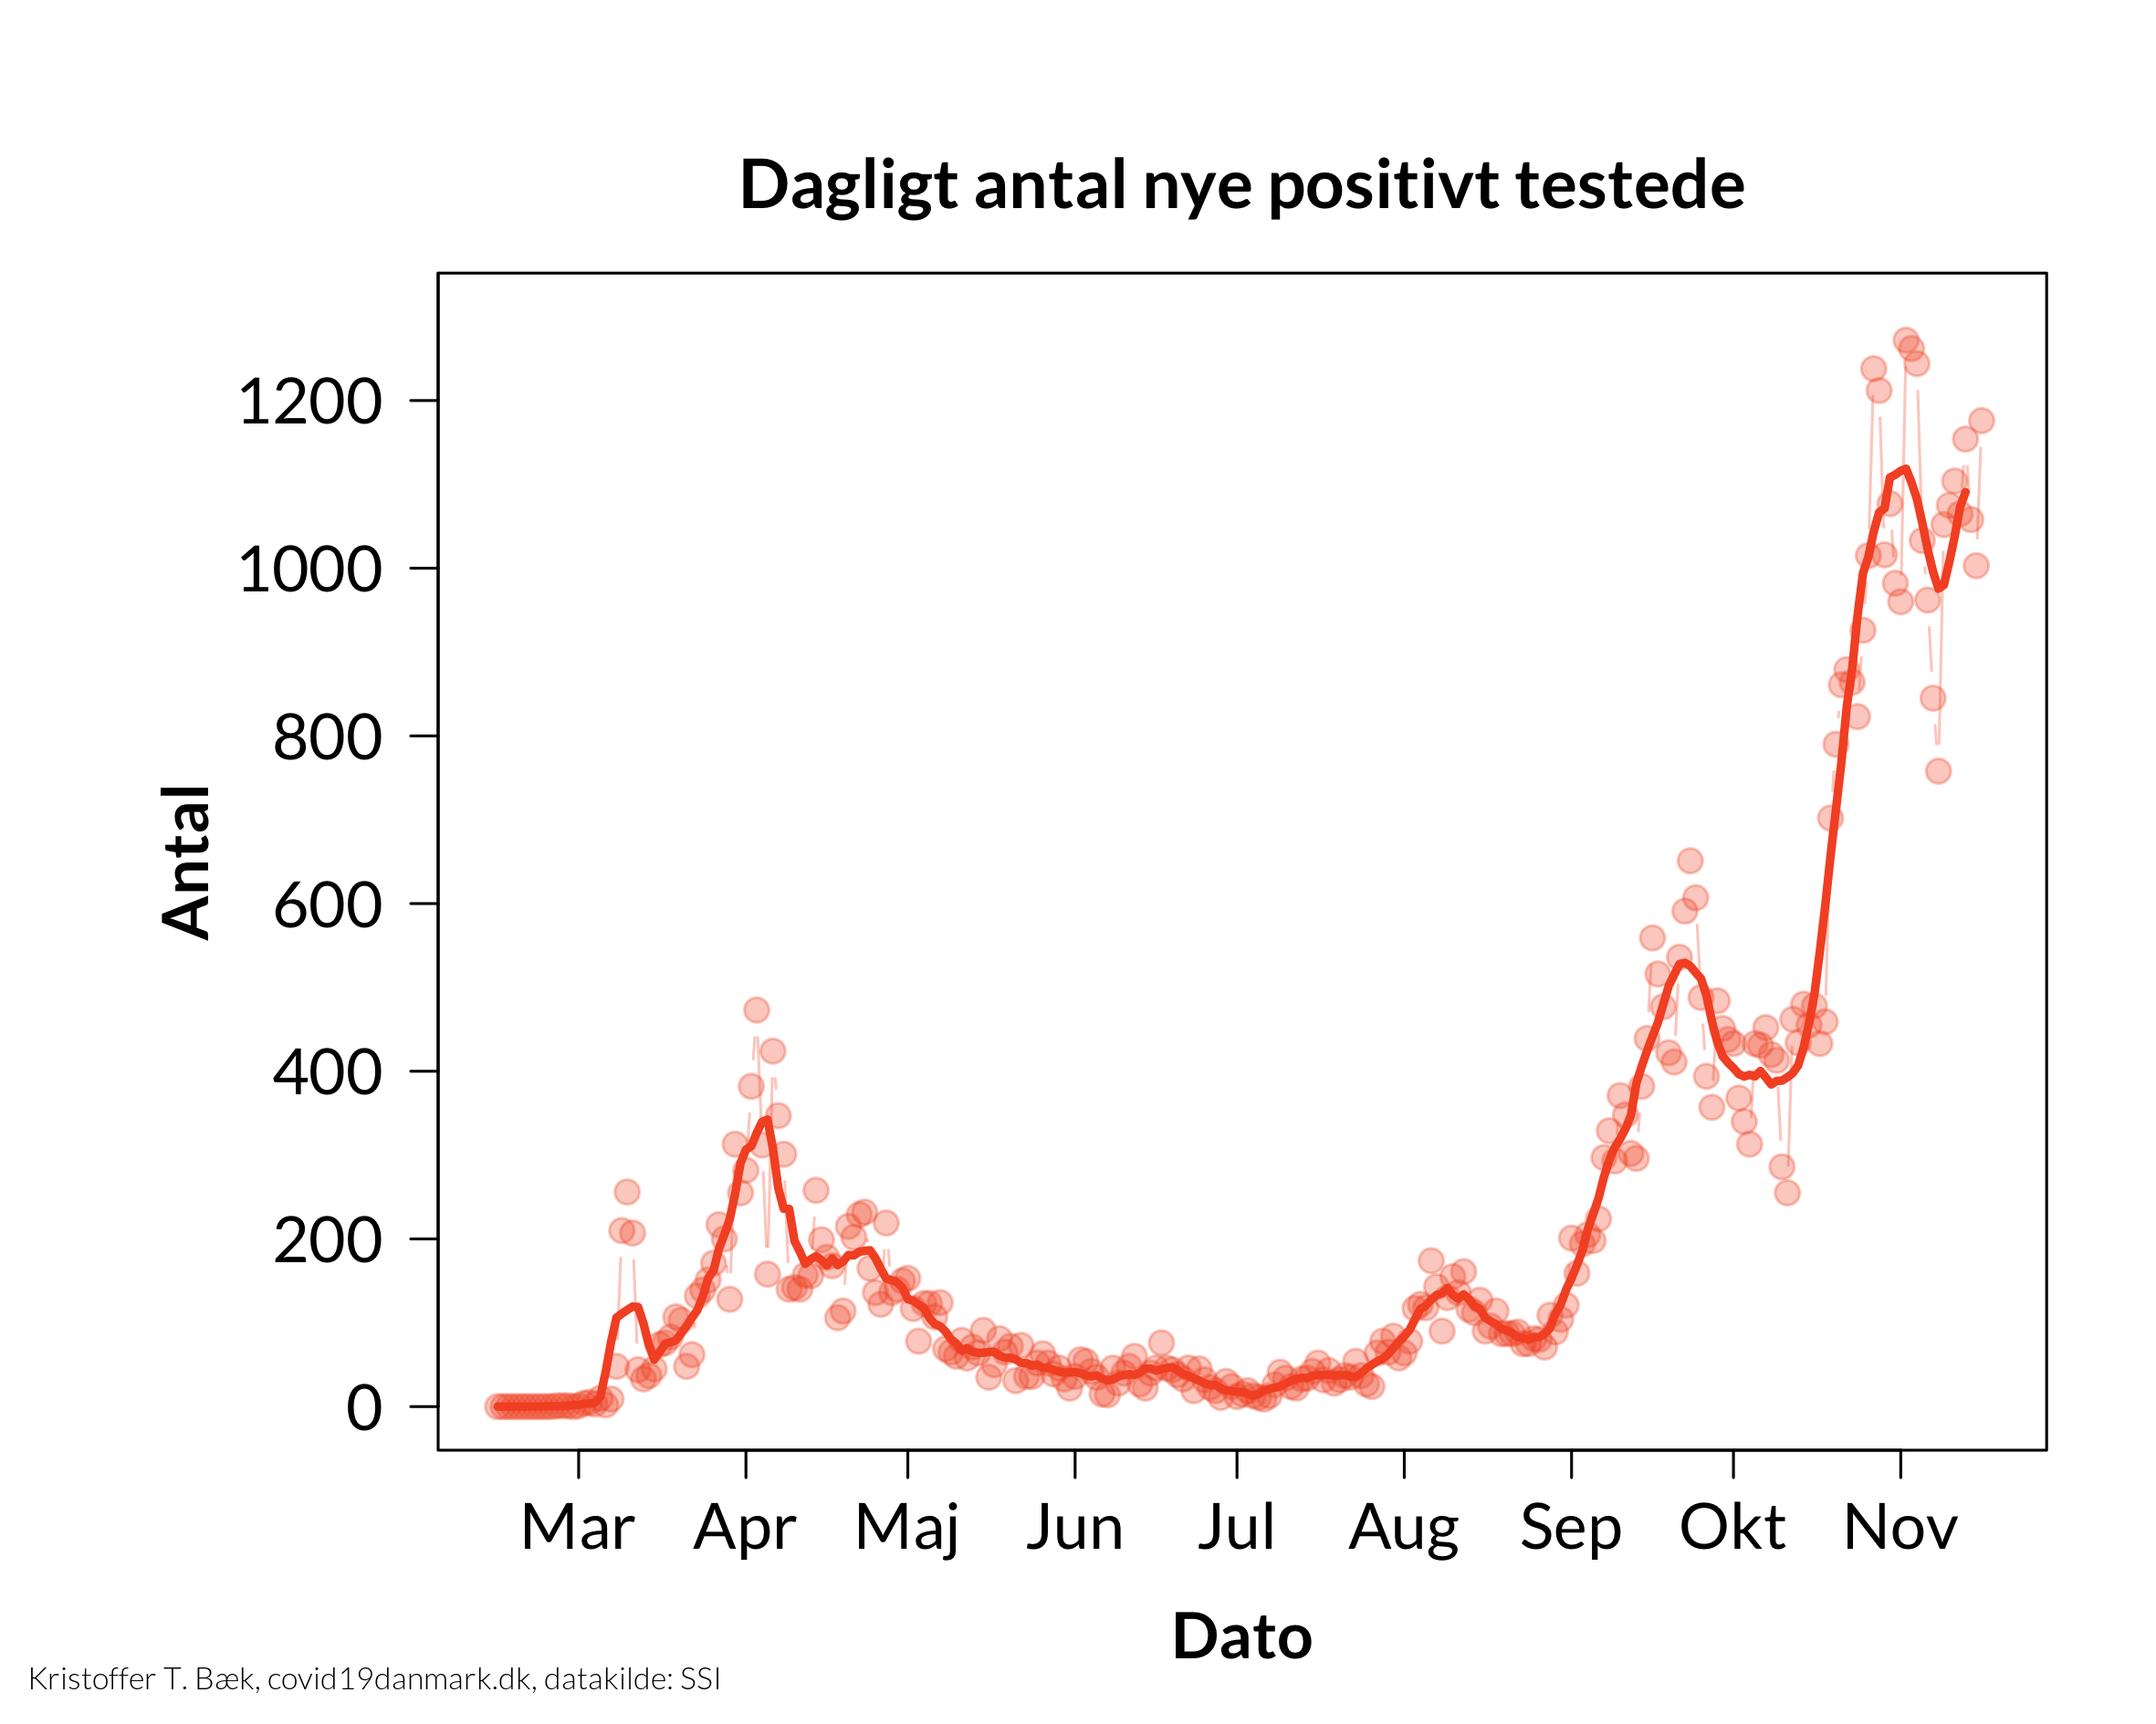 Dagligt antal nye positivt testede
1200
1000
800
600
400
200
0
Antal
Mar Apr Maj Jun Jul Aug Sep Okt Nov
Dato
Kristoffer T. Bæk, covid19danmark.dk, datakilde: SSI